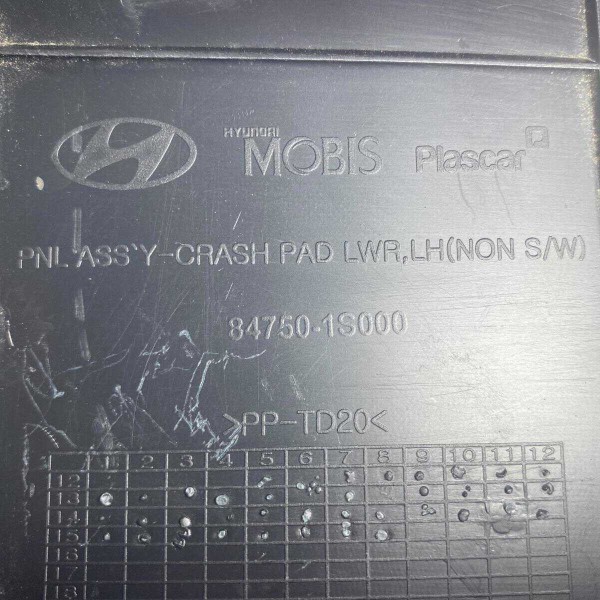 HYUNDAI
MOBIS Plascar
PNL ASS'Y-CRASH PAD LWR,LH(NON S/W)
84750-1S000
>PP-TD20<
1 2 3 4 5 6 7 8 9 10 11 12
12
13
14
15
16
17
18